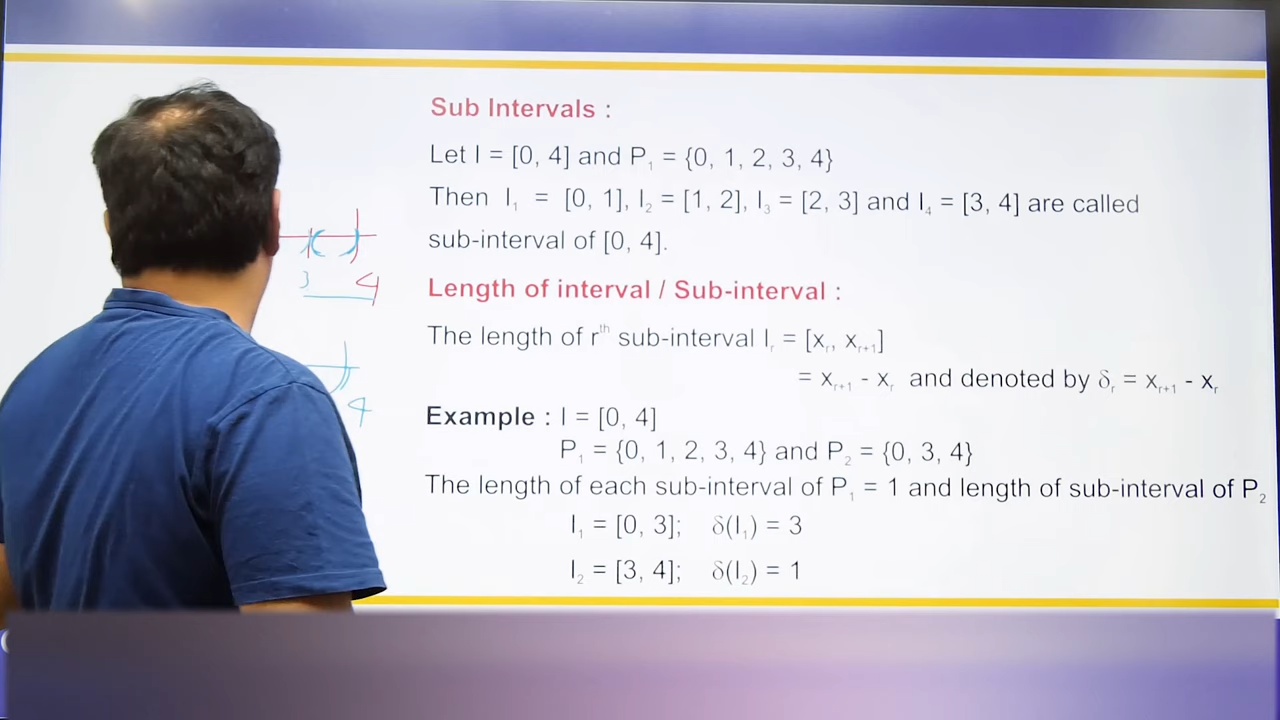 Sub Intervals :
Let I = [0, 4] and P₁ = {0, 1, 2, 3, 4}
Then I₁ = [0, 1], I₂ = [1, 2], I₃ = [2, 3] and I₄ = [3, 4] are called
sub-interval of [0, 4].
3 4
Length of interval / Sub-interval :
The length of rᵗʰ sub-interval Iᵣ = [xᵣ, xᵣ₊₁]
= xᵣ₊₁ - xᵣ and denoted by δᵣ = xᵣ₊₁ - xᵣ
4
Example : I = [0, 4]
P₁ = {0, 1, 2, 3, 4} and P₂ = {0, 3, 4}
The length of each sub-interval of P₁ = 1 and length of sub-interval of P₂
I₁ = [0, 3]; δ(I₁) = 3
I₂ = [3, 4]; δ(I₂) = 1